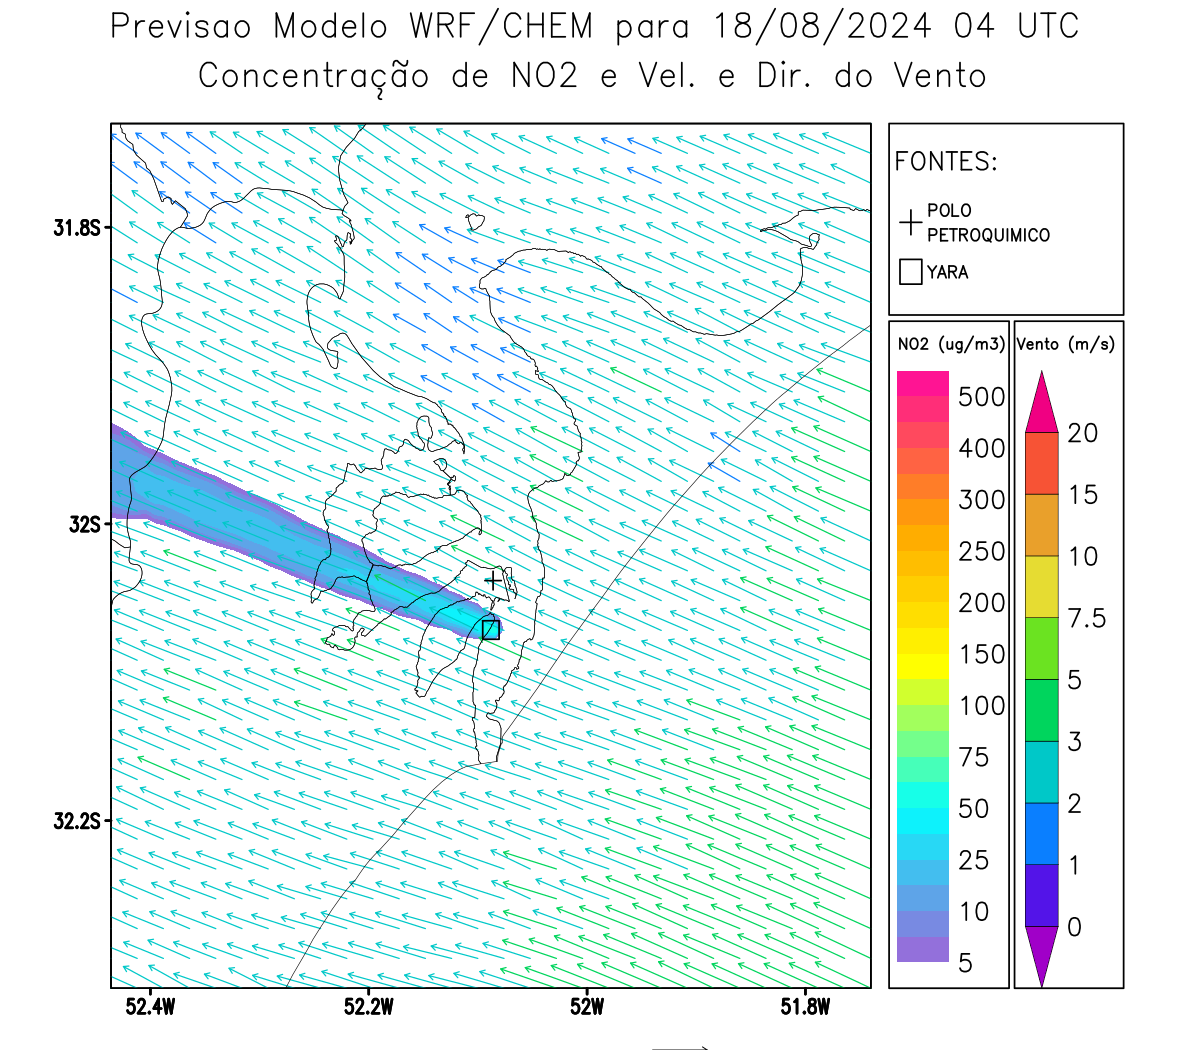 Previsao Modelo WRF/CHEM para 18/08/2024 04 UTC
Concentração de NO2 e Vel. e Dir. do Vento
FONTES:
POLO
PETROQUIMICO
YARA
NO2 (ug/m3)
500
400
300
250
200
150
100
75
50
25
10
5
Vento (m/s)
20
15
10
7.5
5
3
2
1
0
31.8S
32S
32.2S
52.4W
52.2W
52W
51.8W